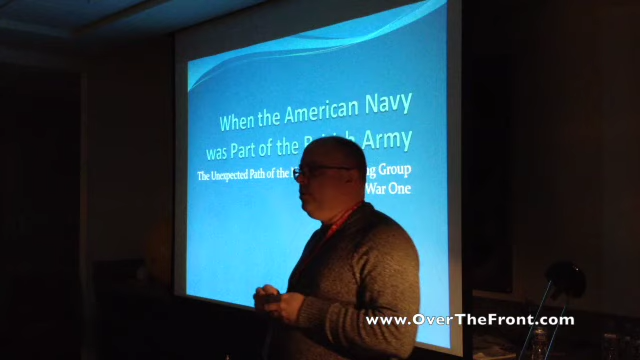 When the American Navy
was Part of the British Army
The Unexpected Path of the Group
War One
www.OverTheFront.com